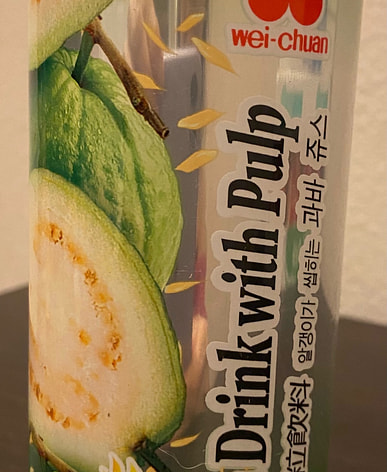 wei-chuan
Drink with Pulp
粒飲料
알갱이가 씹히는 과바 쥬스